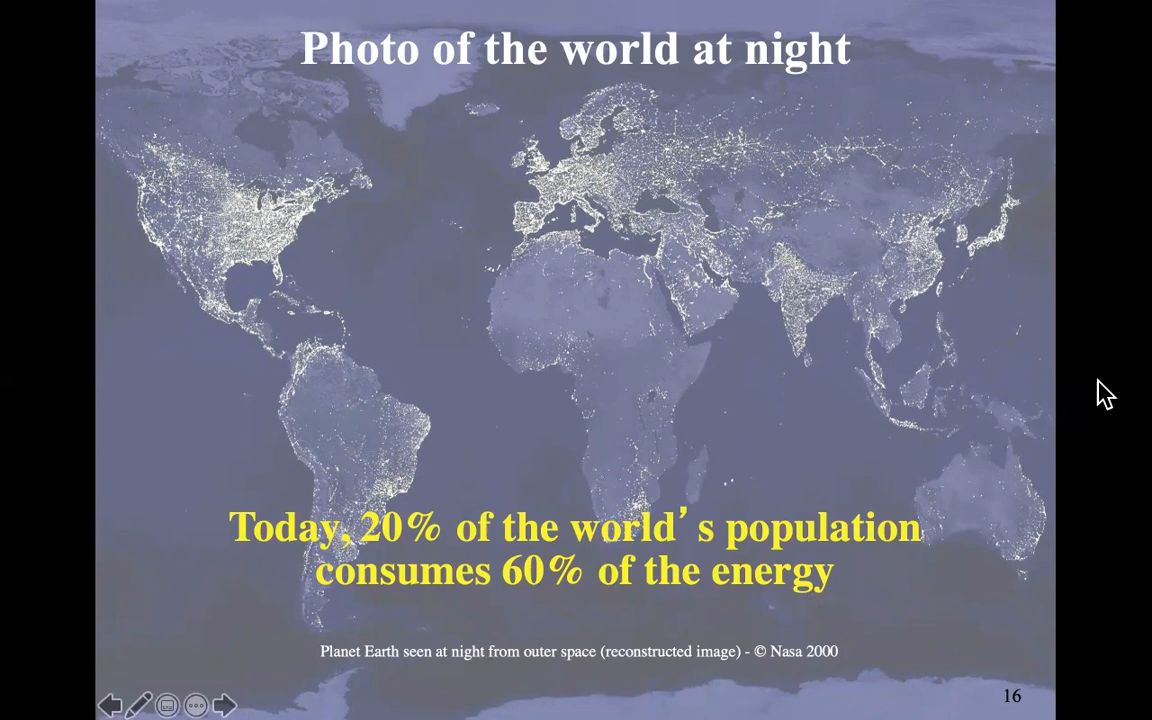 Photo of the world at night
Today, 20% of the world’s population
consumes 60% of the energy
Planet Earth seen at night from outer space (reconstructed image) - © Nasa 2000
16